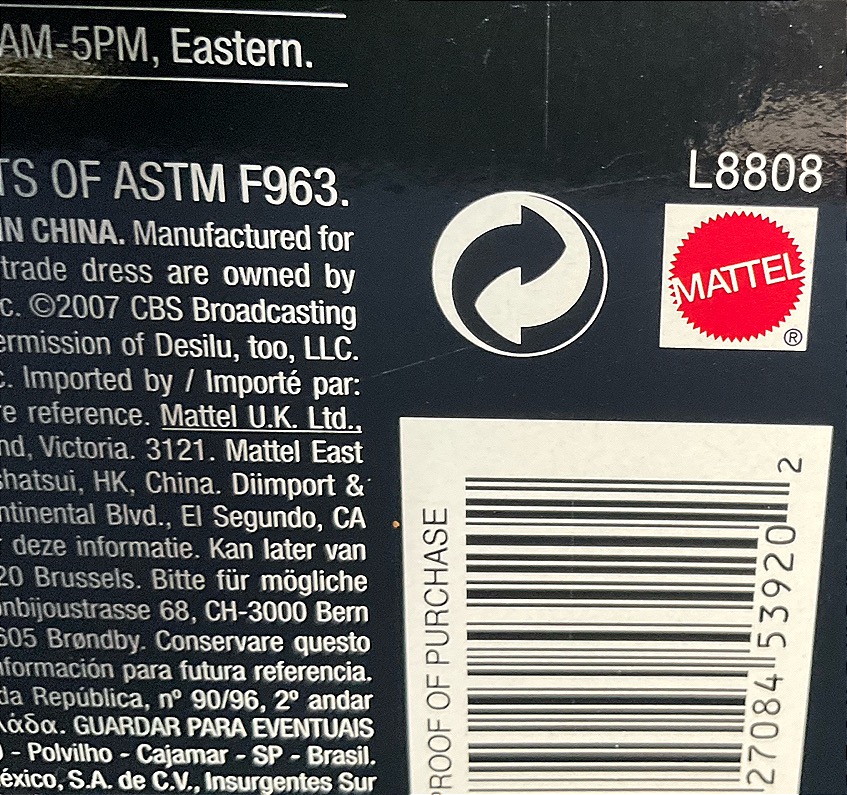 AM-5PM, Eastern.
TS OF ASTM F963.
IN CHINA. Manufactured for
trade dress are owned by
c. ©2007 CBS Broadcasting
ermission of Desilu, too, LLC.
c. Imported by / Importé par:
e reference. Mattel U.K. Ltd.,
nd, Victoria. 3121. Mattel East
shatsui, HK, China. Diimport &
ntinental Blvd., El Segundo, CA
deze informatie. Kan later van
20 Brussels. Bitte für mögliche
nbijoustrasse 68, CH-3000 Bern
605 Brøndby. Conservare questo
nformación para futura referencia.
da República, nº 90/96, 2º andar
λάδα. GUARDAR PARA EVENTUAIS
- Polvilho - Cajamar - SP - Brasil.
éxico, S.A. de C.V., Insurgentes Sur
L8808
MATTEL
®
PROOF OF PURCHASE
27084 53920 2